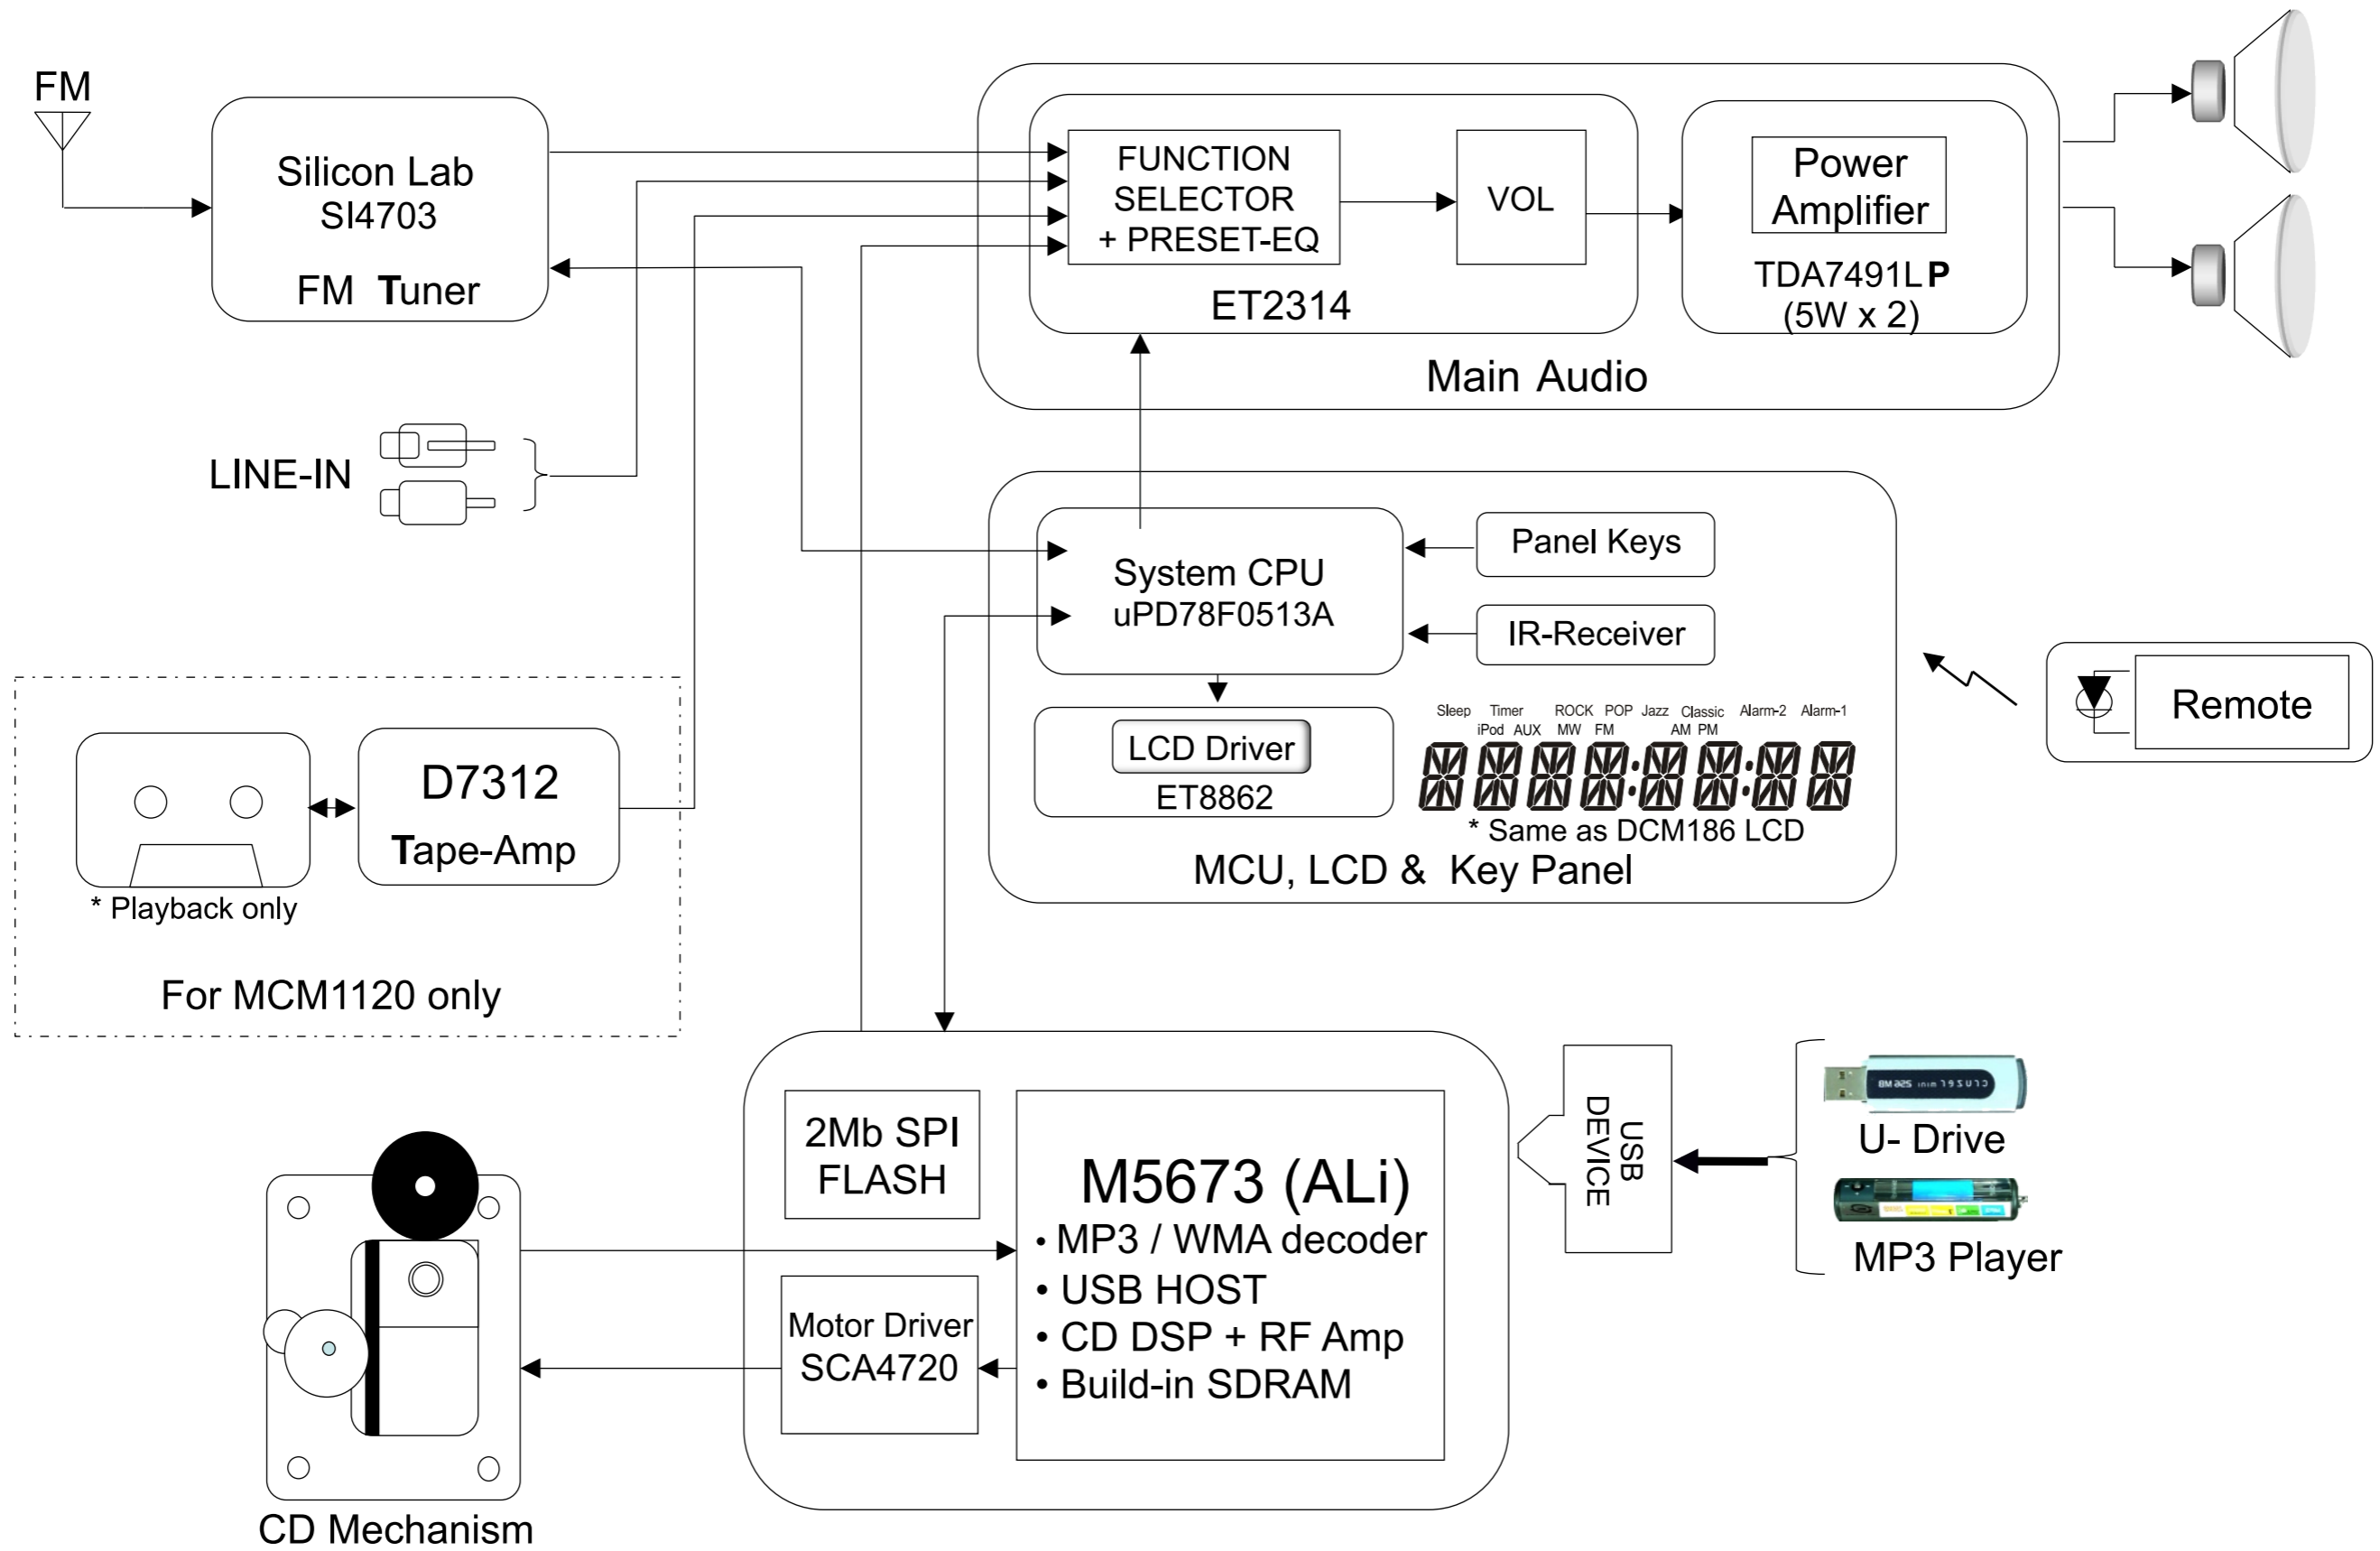 FM
Silicon Lab
SI4703
FM Tuner
FUNCTION
SELECTOR
+ PRESET-EQ
VOL
ET2314
Power
Amplifier
TDA7491LP
(5W x 2)
Main Audio
LINE-IN
System CPU
uPD78F0513A
Panel Keys
IR-Receiver
LCD Driver
ET8862
Sleep Timer ROCK POP Jazz Classic Alarm-2 Alarm-1
iPod AUX MW FM AM PM
* Same as DCM186 LCD
MCU, LCD & Key Panel
Remote
D7312
Tape-Amp
* Playback only
For MCM1120 only
2Mb SPI
FLASH
M5673 (ALi)
• MP3 / WMA decoder
• USB HOST
• CD DSP + RF Amp
• Build-in SDRAM
Motor Driver
SCA4720
CD Mechanism
USB
DEVICE
cruzer mini 256 MB
U- Drive
MP3 Player